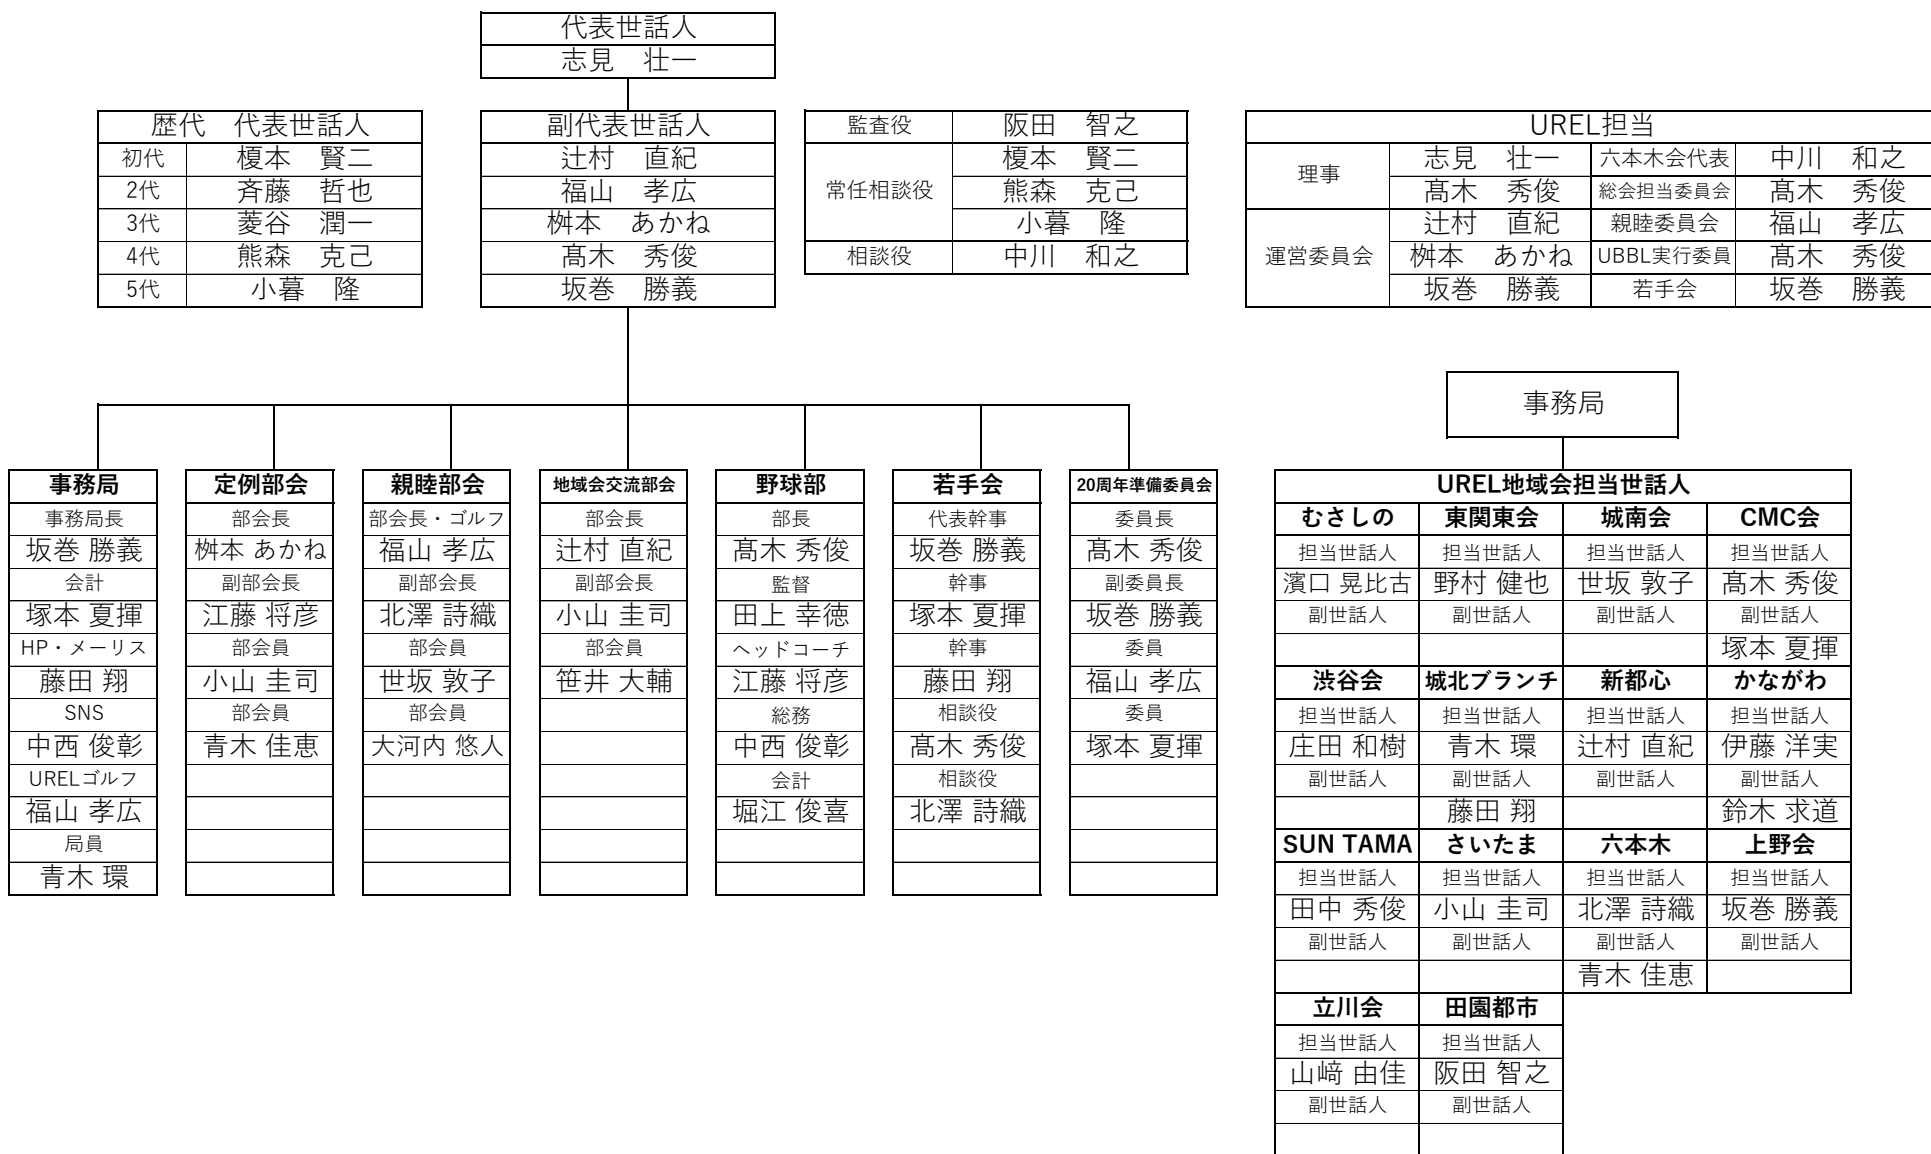 代表世話人
志見　壮一
歴代　代表世話人
初代 榎本　賢二
2代 斉藤　哲也
3代 菱谷　潤一
4代 熊森　克己
5代 小暮　隆
副代表世話人
辻村　直紀
福山　孝広
桝本　あかね
髙木　秀俊
坂巻　勝義
監査役 阪田　智之
常任相談役 榎本　賢二
熊森　克己
小暮　隆
相談役 中川　和之
UREL担当
理事 志見　壮一 六本木会代表 中川　和之
髙木　秀俊 総会担当委員会 髙木　秀俊
運営委員会 辻村　直紀 親睦委員会 福山　孝広
桝本　あかね UBBL実行委員 髙木　秀俊
坂巻　勝義 若手会 坂巻　勝義
事務局
事務局長
坂巻 勝義
会計
塚本 夏揮
HP・メーリス
藤田 翔
SNS
中西 俊彰
URELゴルフ
福山 孝広
局員
青木 環
定例部会
部会長
桝本 あかね
副部会長
江藤 将彦
部会員
小山 圭司
部会員
青木 佳恵
親睦部会
部会長・ゴルフ
福山 孝広
副部会長
北澤 詩織
部会員
世坂 敦子
部会員
大河内 悠人
地域会交流部会
部会長
辻村 直紀
副部会長
小山 圭司
部会員
笹井 大輔
野球部
部長
髙木 秀俊
監督
田上 幸徳
ヘッドコーチ
江藤 将彦
総務
中西 俊彰
会計
堀江 俊喜
若手会
代表幹事
坂巻 勝義
幹事
塚本 夏揮
幹事
藤田 翔
相談役
髙木 秀俊
相談役
北澤 詩織
20周年準備委員会
委員長
髙木 秀俊
副委員長
坂巻 勝義
委員
福山 孝広
委員
塚本 夏揮
事務局
UREL地域会担当世話人
むさしの 東関東会 城南会 CMC会
担当世話人 担当世話人 担当世話人 担当世話人
濱口 晃比古 野村 健也 世坂 敦子 髙木 秀俊
副世話人 副世話人 副世話人 副世話人
塚本 夏揮
渋谷会 城北ブランチ 新都心 かながわ
担当世話人 担当世話人 担当世話人 担当世話人
庄田 和樹 青木 環 辻村 直紀 伊藤 洋実
副世話人 副世話人 副世話人 副世話人
藤田 翔 鈴木 求道
SUN TAMA さいたま 六本木 上野会
担当世話人 担当世話人 担当世話人 担当世話人
田中 秀俊 小山 圭司 北澤 詩織 坂巻 勝義
副世話人 副世話人 副世話人 副世話人
青木 佳恵
立川会 田園都市
担当世話人 担当世話人
山﨑 由佳 阪田 智之
副世話人 副世話人